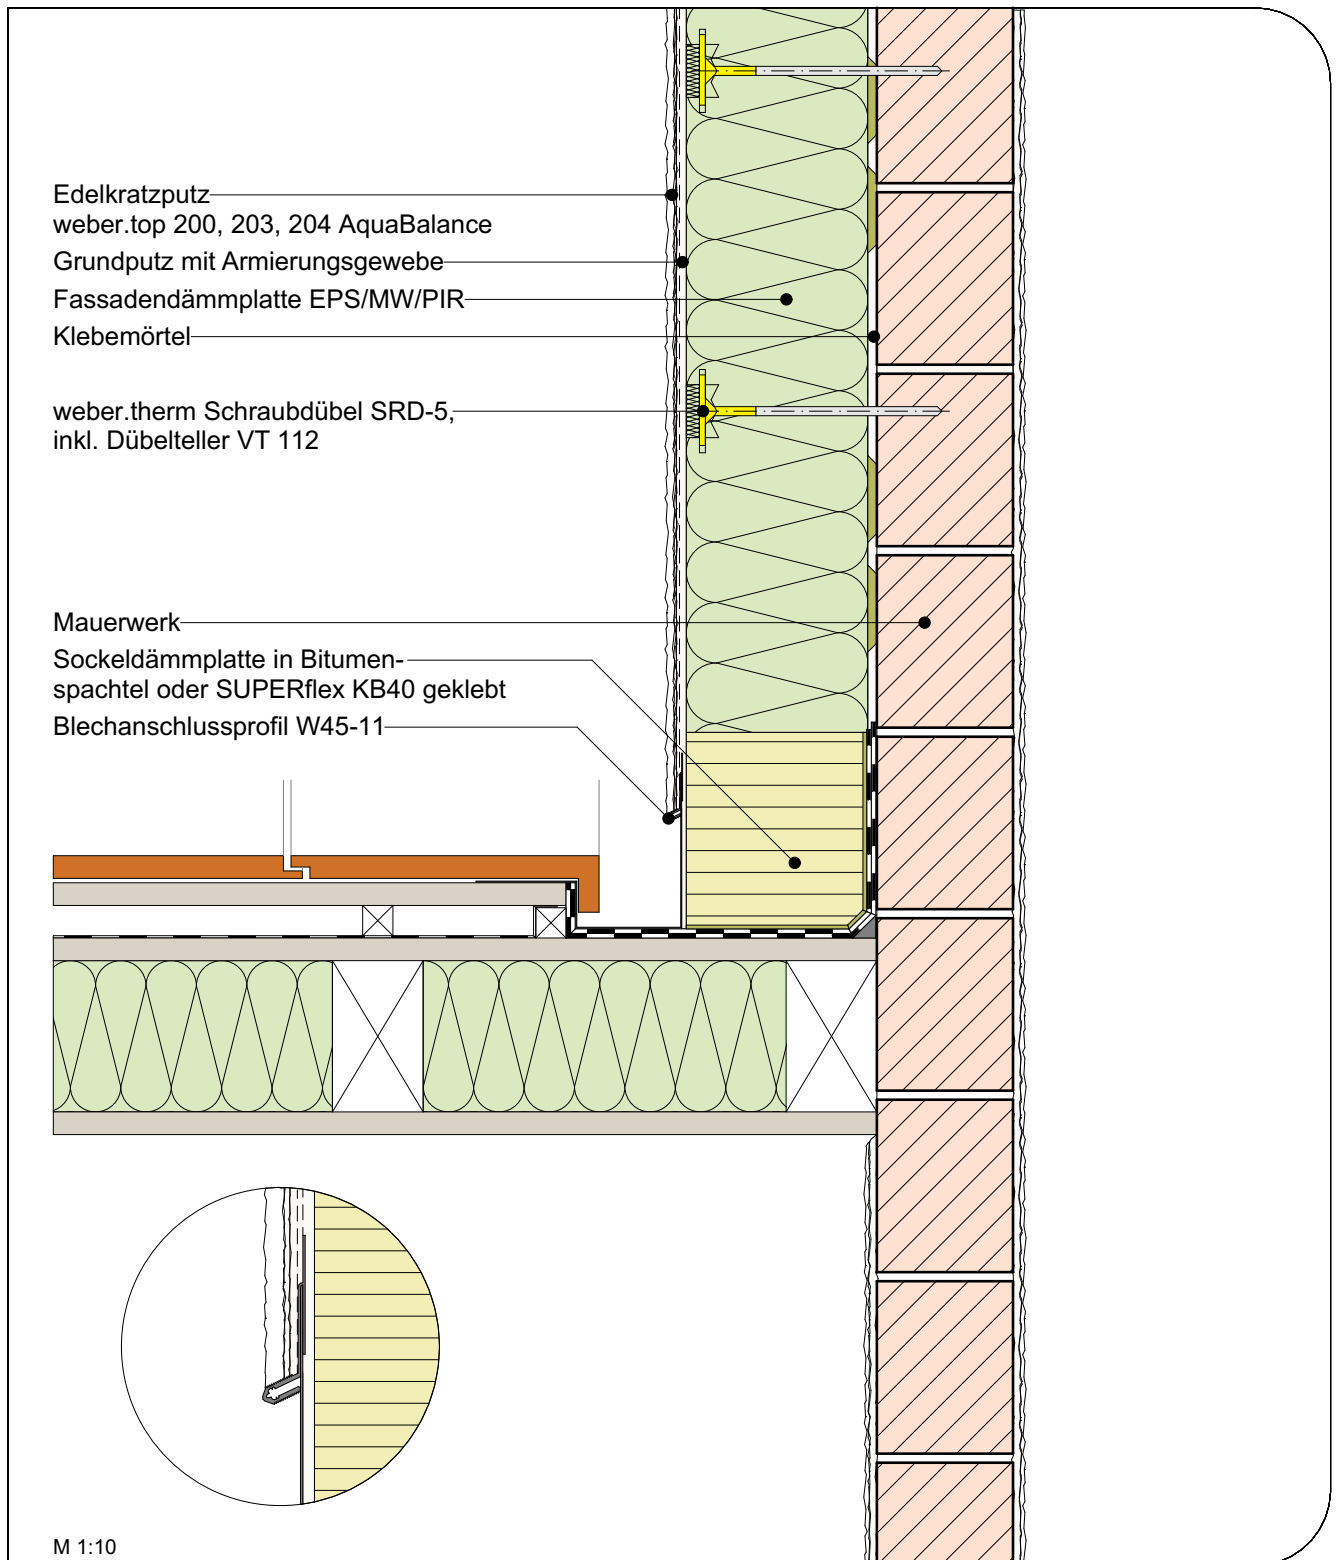 Edelkratzputz
weber.top 200, 203, 204 AquaBalance
Grundputz mit Armierungsgewebe
Fassadendämmplatte EPS/MW/PIR
Klebemörtel
weber.therm Schraubdübel SRD-5,
inkl. Dübelteller VT 112
Mauerwerk
Sockeldämmplatte in Bitumen-
spachtel oder SUPERflex KB40 geklebt
Blechanschlussprofil W45-11
M 1:10